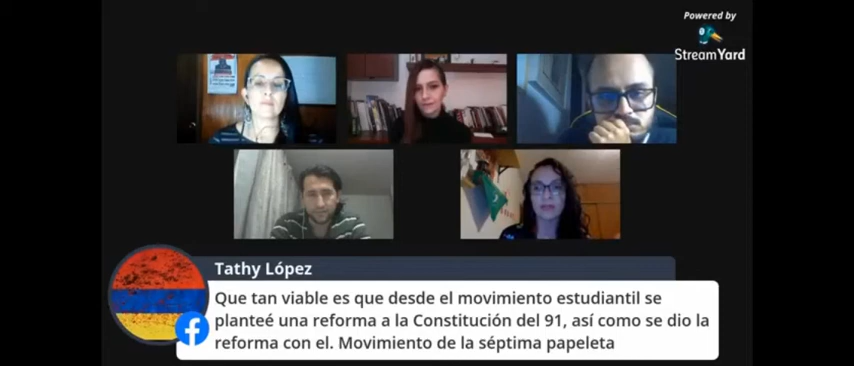 Powered by
StreamYard
Tathy López
Que tan viable es que desde el movimiento estudiantil se
planteé una reforma a la Constitución del 91, así como se dio la
reforma con el. Movimiento de la séptima papeleta